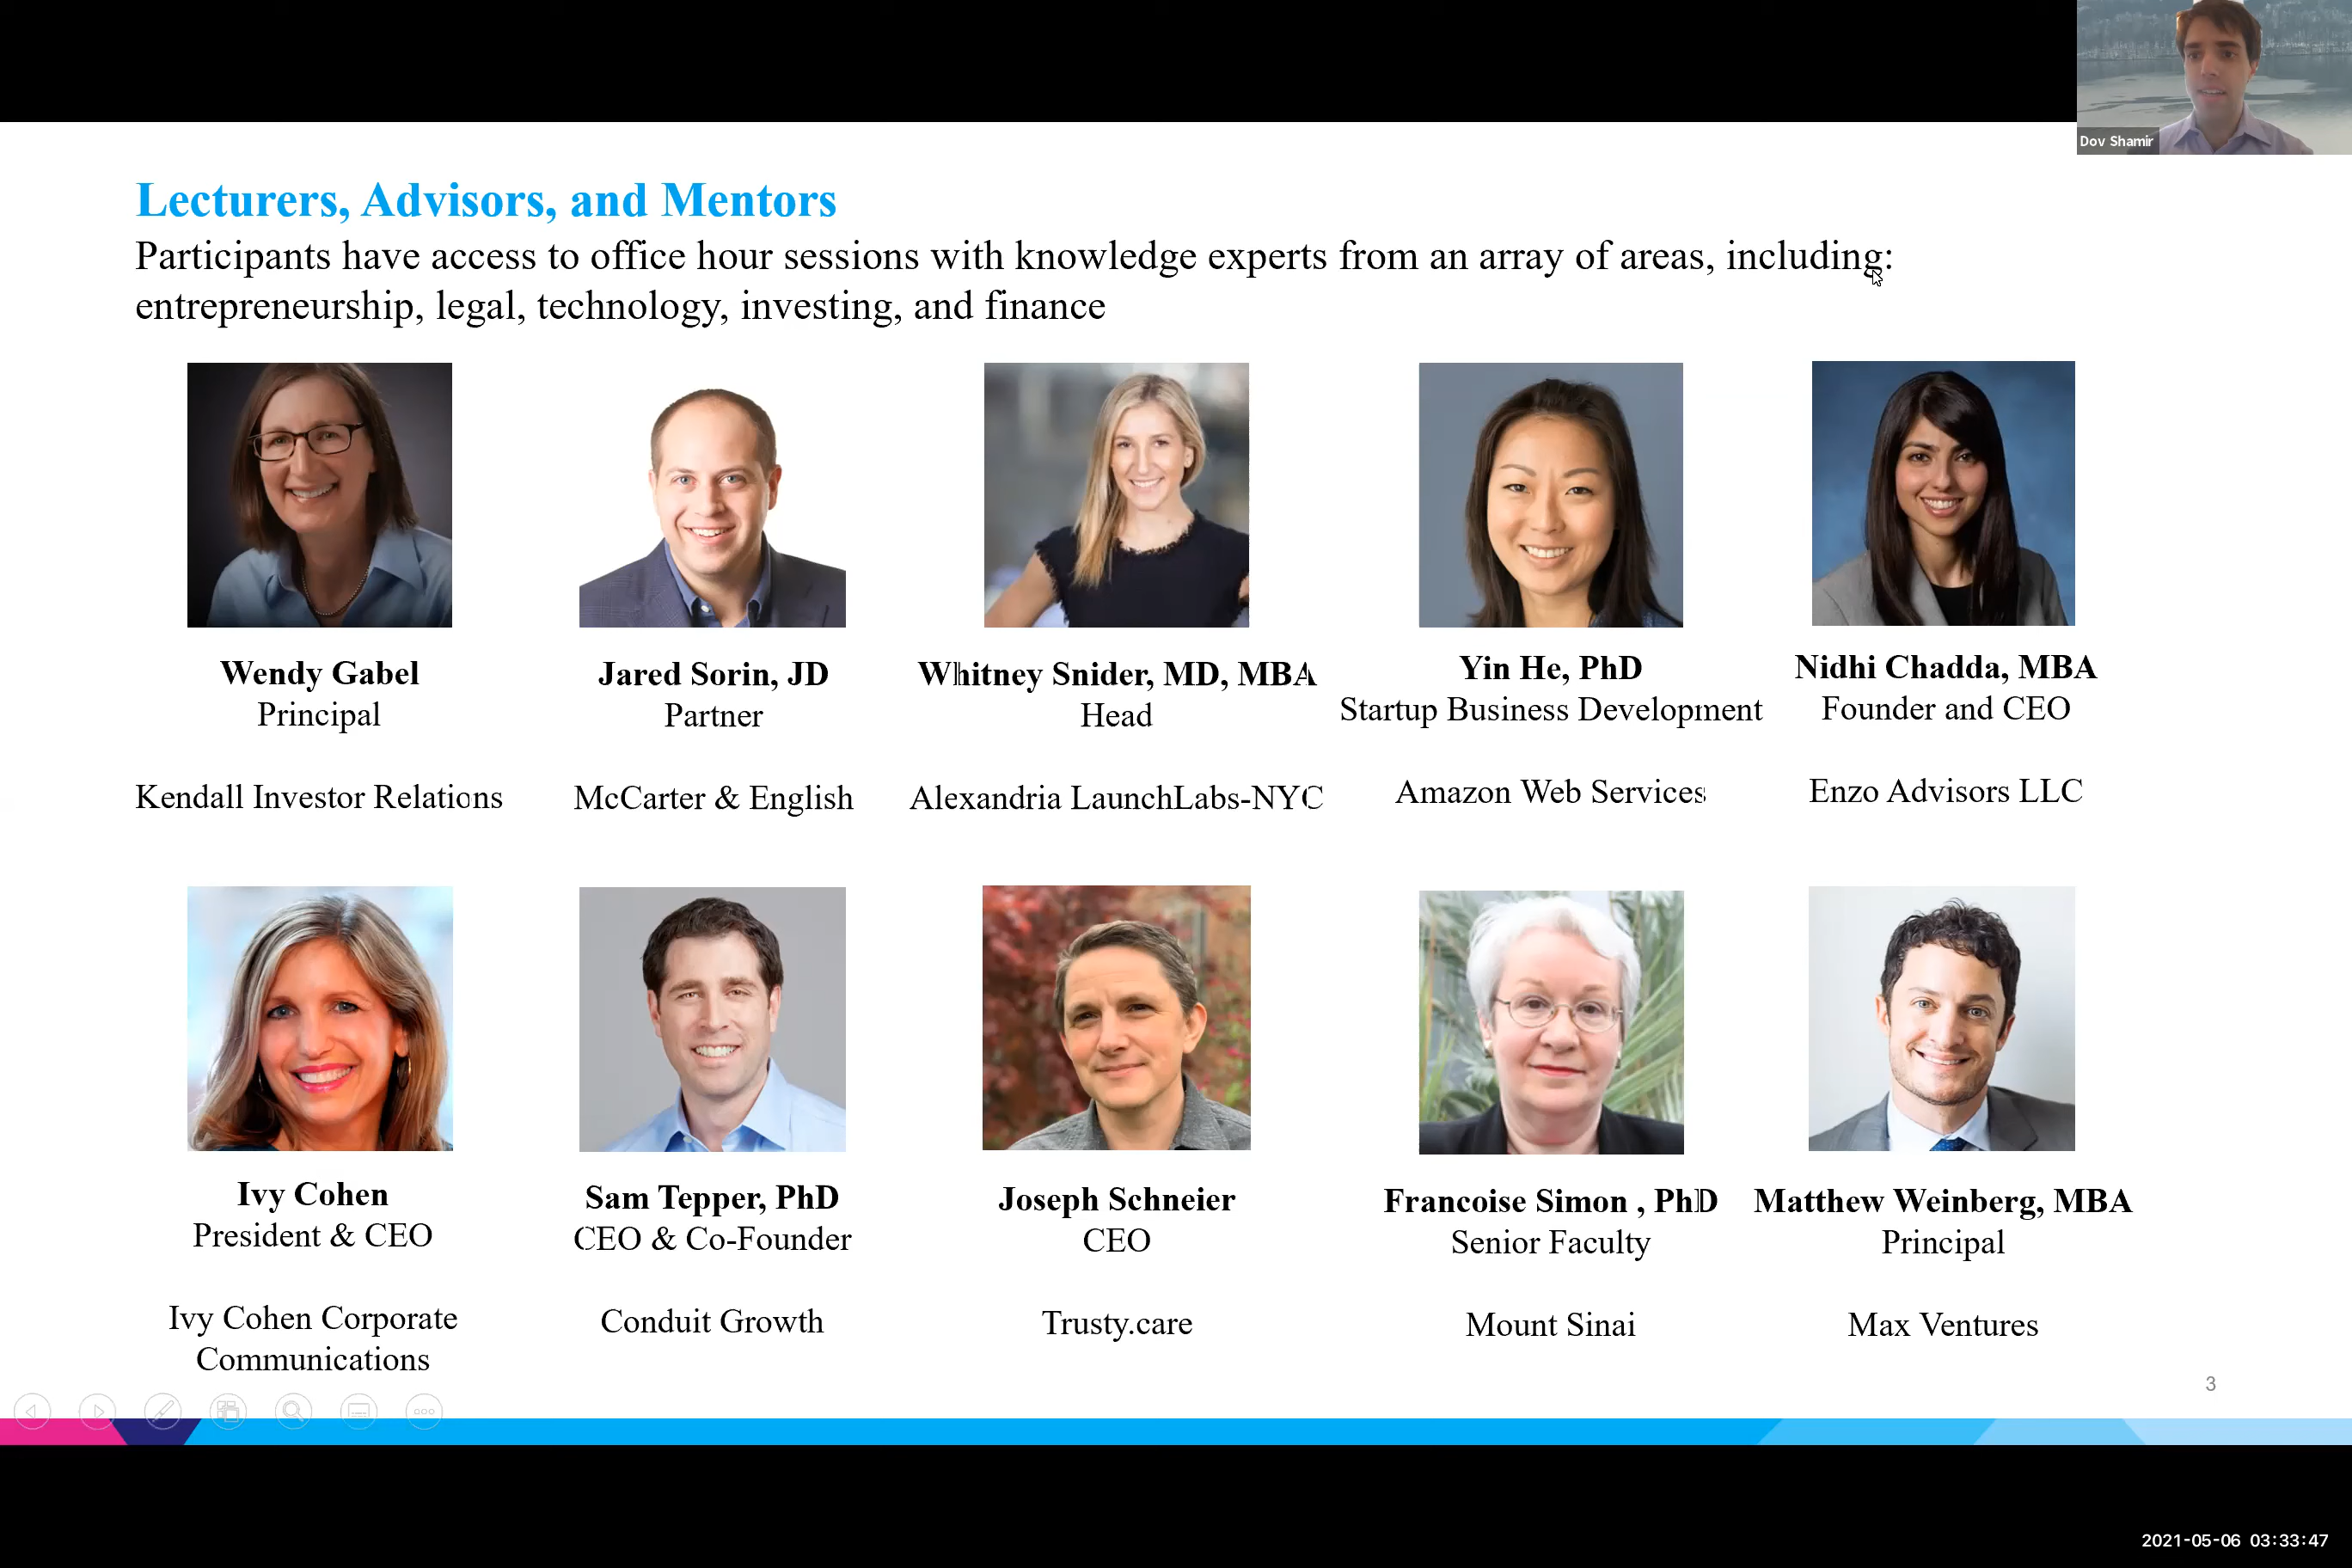 Dov Shamir
Lecturers, Advisors, and Mentors
Participants have access to office hour sessions with knowledge experts from an array of areas, including:
entrepreneurship, legal, technology, investing, and finance
Wendy Gabel
Principal
Kendall Investor Relations
Jared Sorin, JD
Partner
McCarter & English
Whitney Snider, MD, MBA
Head
Alexandria LaunchLabs-NYC
Yin He, PhD
Startup Business Development
Amazon Web Services
Nidhi Chadda, MBA
Founder and CEO
Enzo Advisors LLC
Ivy Cohen
President & CEO
Ivy Cohen Corporate
Communications
Sam Tepper, PhD
CEO & Co-Founder
Conduit Growth
Joseph Schneier
CEO
Trusty.care
Francoise Simon , PhD
Senior Faculty
Mount Sinai
Matthew Weinberg, MBA
Principal
Max Ventures
3
2021-05-06 03:33:47